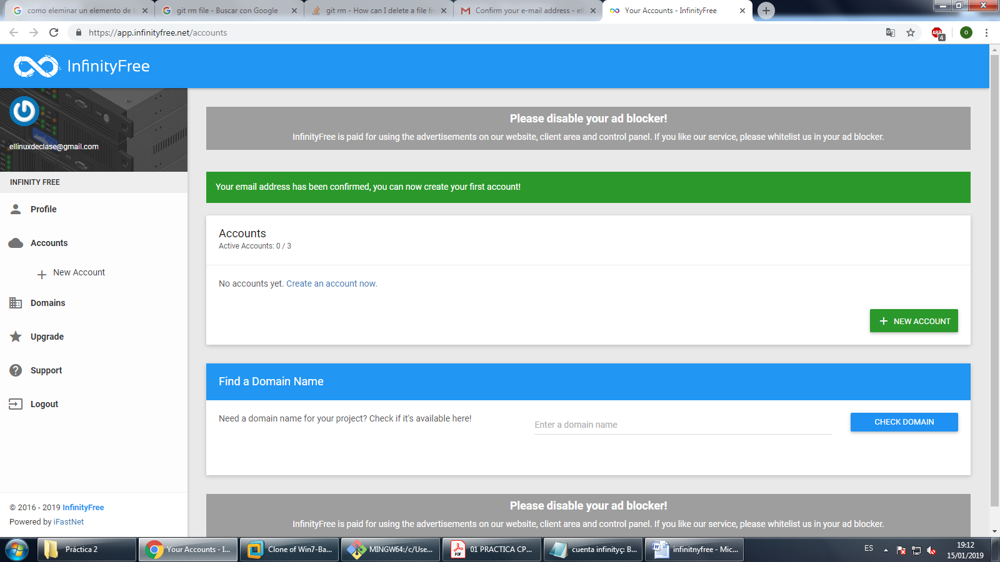 como eleminar un elemento de l
git rm file - Buscar con Google
git rm - How can I delete a file fr
Confirm your e-mail address - el
Your Accounts - InfinityFree
https://app.infinityfree.net/accounts
ABP
4
o
InfinityFree
ellinuxdeclase@gmail.com
INFINITY FREE
Profile
Accounts
New Account
Domains
Upgrade
Support
Logout
© 2016 - 2019 InfinityFree
Powered by iFastNet
Please disable your ad blocker!
InfinityFree is paid for using the advertisements on our website, client area and control panel. If you like our service, please whitelist us in your ad blocker.
Your email address has been confirmed, you can now create your first account!
Accounts
Active Accounts: 0 / 3
No accounts yet. Create an account now.
NEW ACCOUNT
Find a Domain Name
Need a domain name for your project? Check if it's available here!
Enter a domain name
CHECK DOMAIN
Please disable your ad blocker!
InfinityFree is paid for using the advertisements on our website, client area and control panel. If you like our service, please whitelist us in your ad blocker.
Práctica 2
Your Accounts - I...
Clone of Win7-Ba...
MINGW64:/c/Use...
PDF
01 PRACTICA CP...
cuenta infinityç: B...
infinitnyfree - Mic...
ES
19:12
15/01/2019